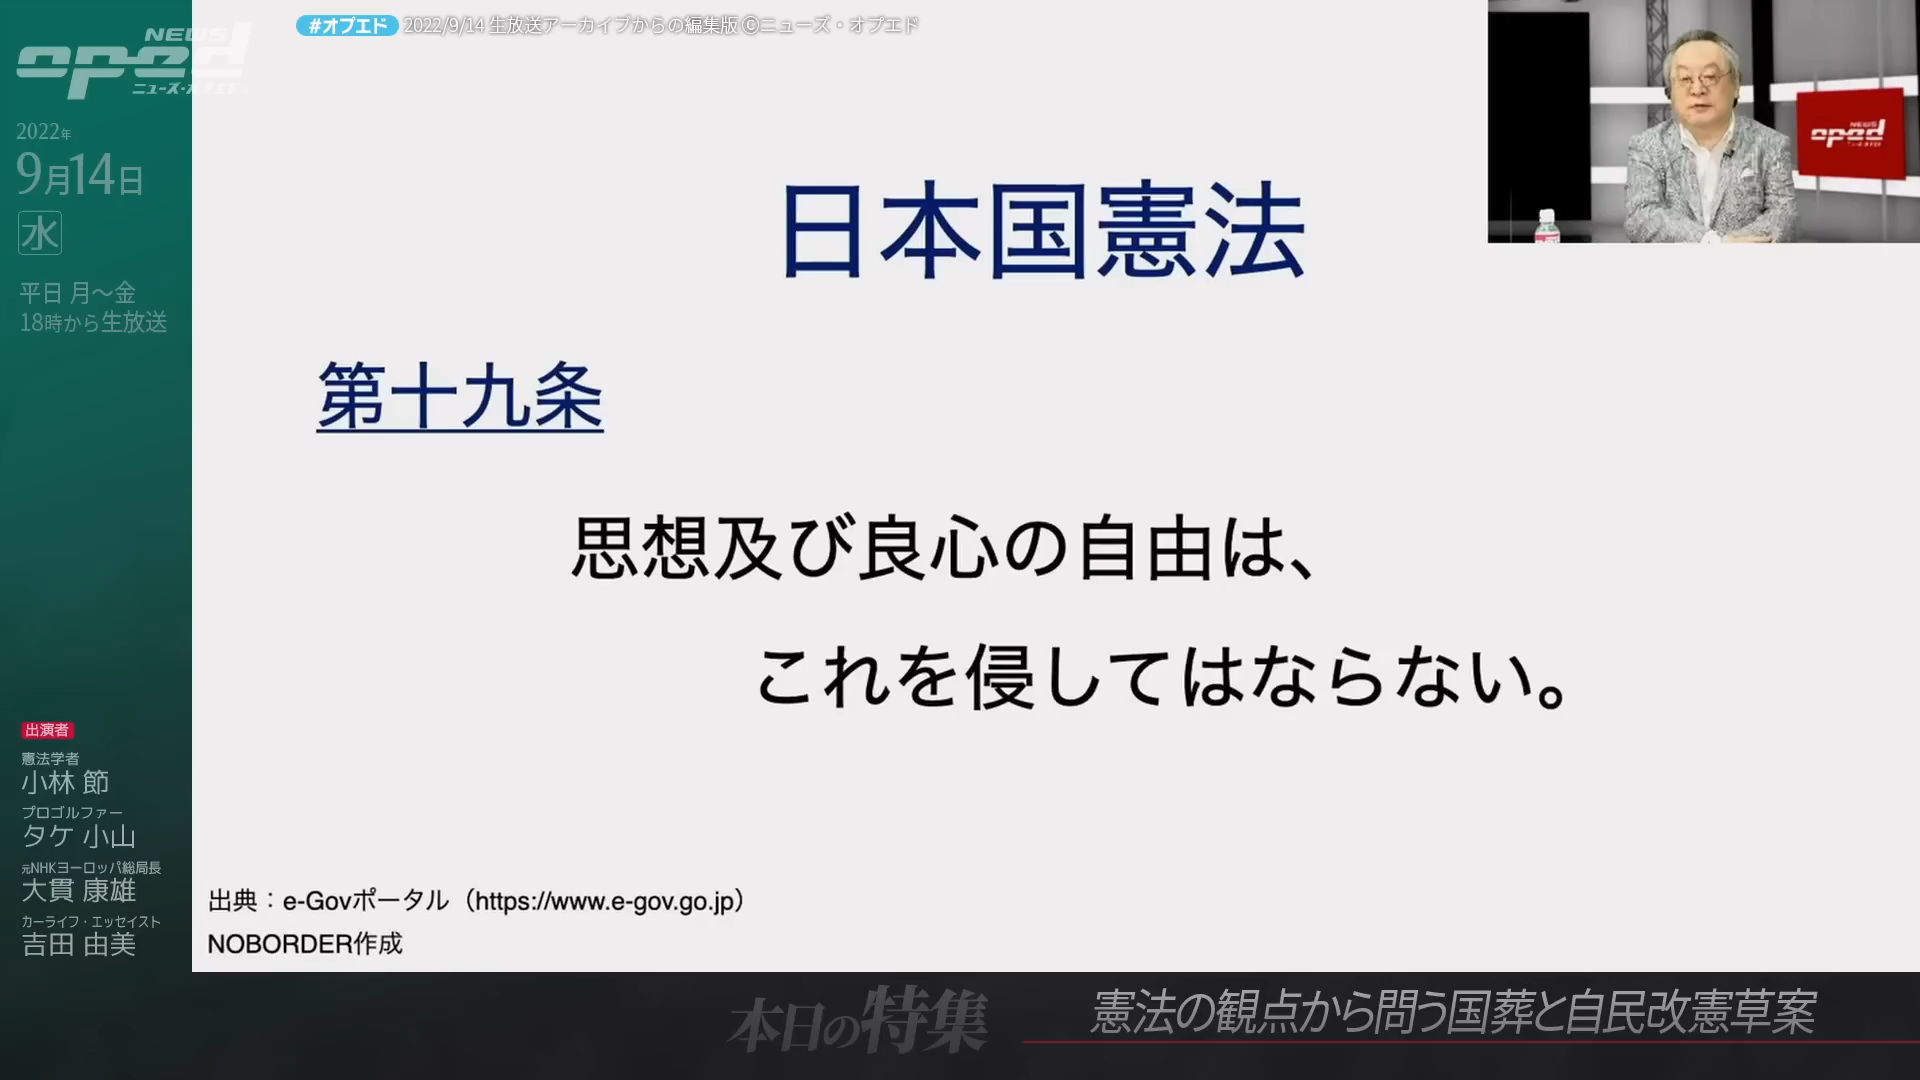 NEWS
oped
ニュース・オプエド
#オプエド 2022/9/14 生放送アーカイブからの編集版 ©ニューズ・オプエド
2022年
9月14日
水
平日 月〜金
18時から生放送
NEWS
oped
日本国憲法
第十九条
思想及び良心の自由は、
これを侵してはならない。
出演者
憲法学者
小林 節
プロゴルファー
タケ 小山
元NHKヨーロッパ総局長
大貫 康雄
カーライフ・エッセイスト
吉田 由美
出典：e-Govポータル（https://www.e-gov.go.jp）
NOBORDER作成
本日の特集
憲法の観点から問う国葬と自民改憲草案